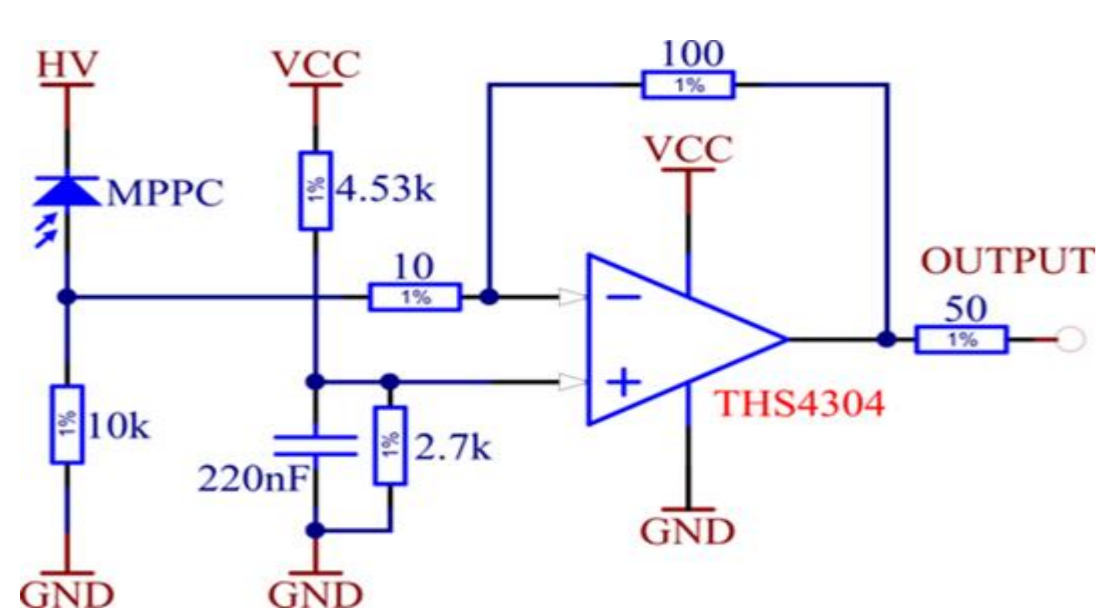 HV
VCC
100
1%
MPPC
1%
4.53k
VCC
10
1%
−
OUTPUT
50
1%
+
THS4304
1%
10k
220nF
1%
2.7k
GND
GND
GND